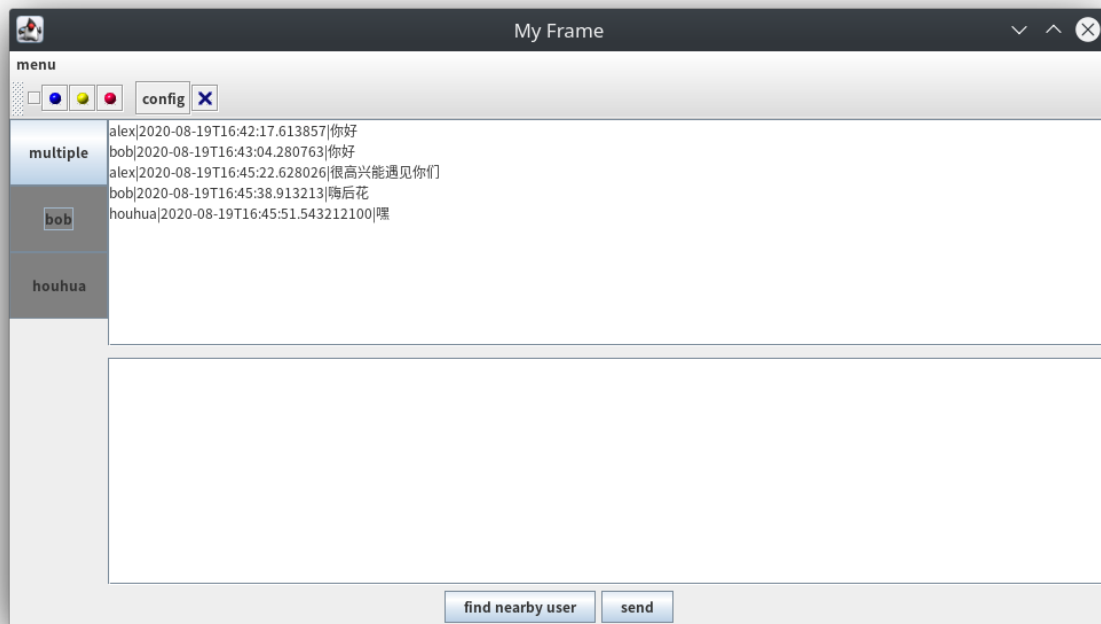 My Frame
menu
config
multiple
bob
houhua
alex|2020-08-19T16:42:17.613857|你好
bob|2020-08-19T16:43:04.280763|你好
alex|2020-08-19T16:45:22.628026|很高兴能遇见你们
bob|2020-08-19T16:45:38.913213|嗨后花
houhua|2020-08-19T16:45:51.543212100|嘿
find nearby user
send